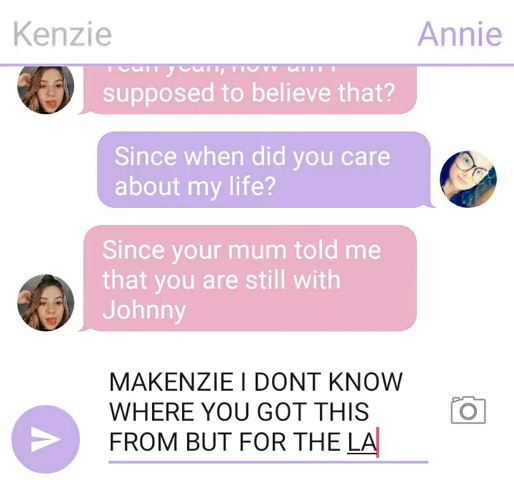 Kenzie Annie
supposed to believe that?
Since when did you care
about my life?
Since your mum told me
that you are still with
Johnny
MAKENZIE I DONT KNOW
WHERE YOU GOT THIS
FROM BUT FOR THE LA